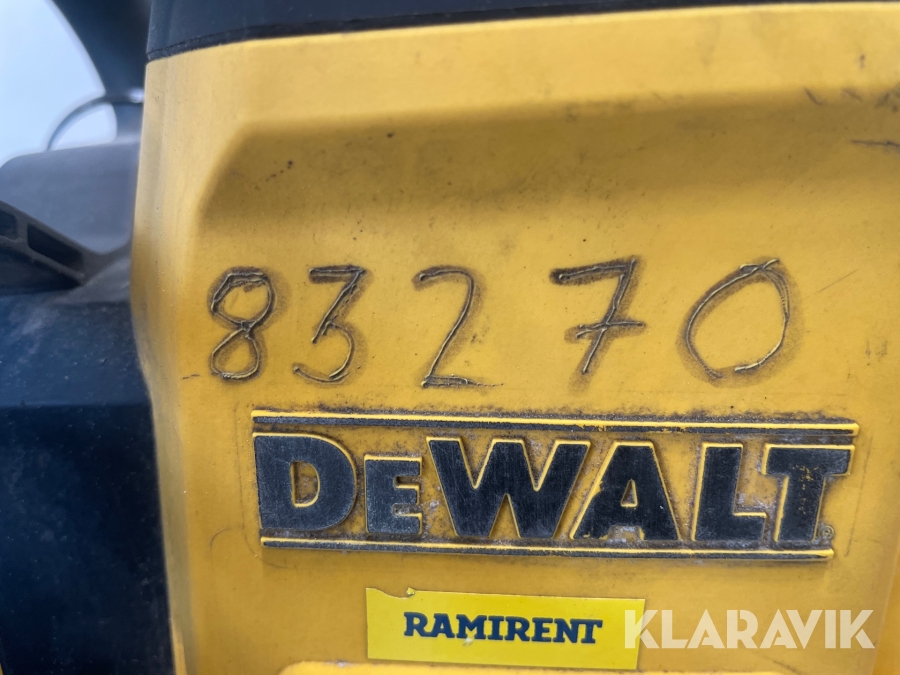 83270
DEWALT
RAMIRENT
KLARAVIK